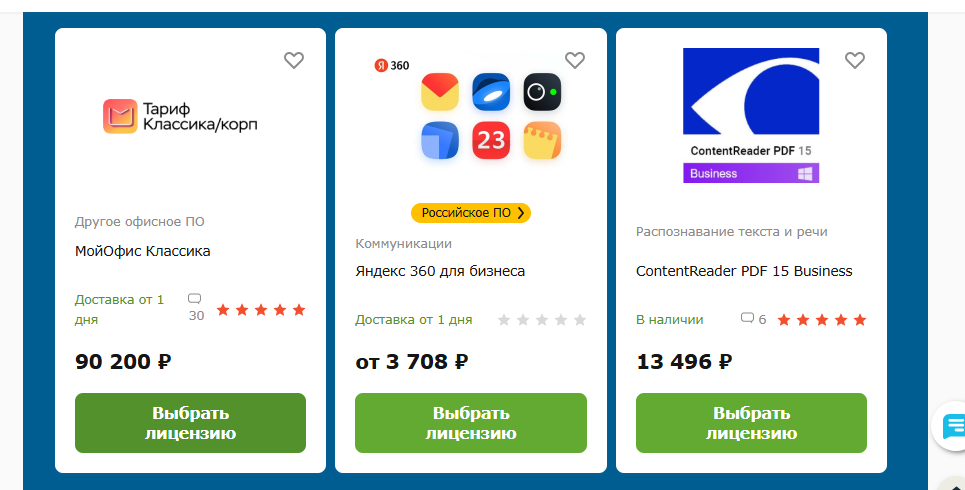 Тариф
Классика/корп
Другое офисное ПО
МойОфис Классика
Доставка от 1
дня
30
90 200 ₽
Выбрать
лицензию
Я 360
23
Российское ПО
Коммуникации
Яндекс 360 для бизнеса
Доставка от 1 дня
от 3 708 ₽
Выбрать
лицензию
ContentReader PDF 15
Business
Распознавание текста и речи
ContentReader PDF 15 Business
В наличии
6
13 496 ₽
Выбрать
лицензию